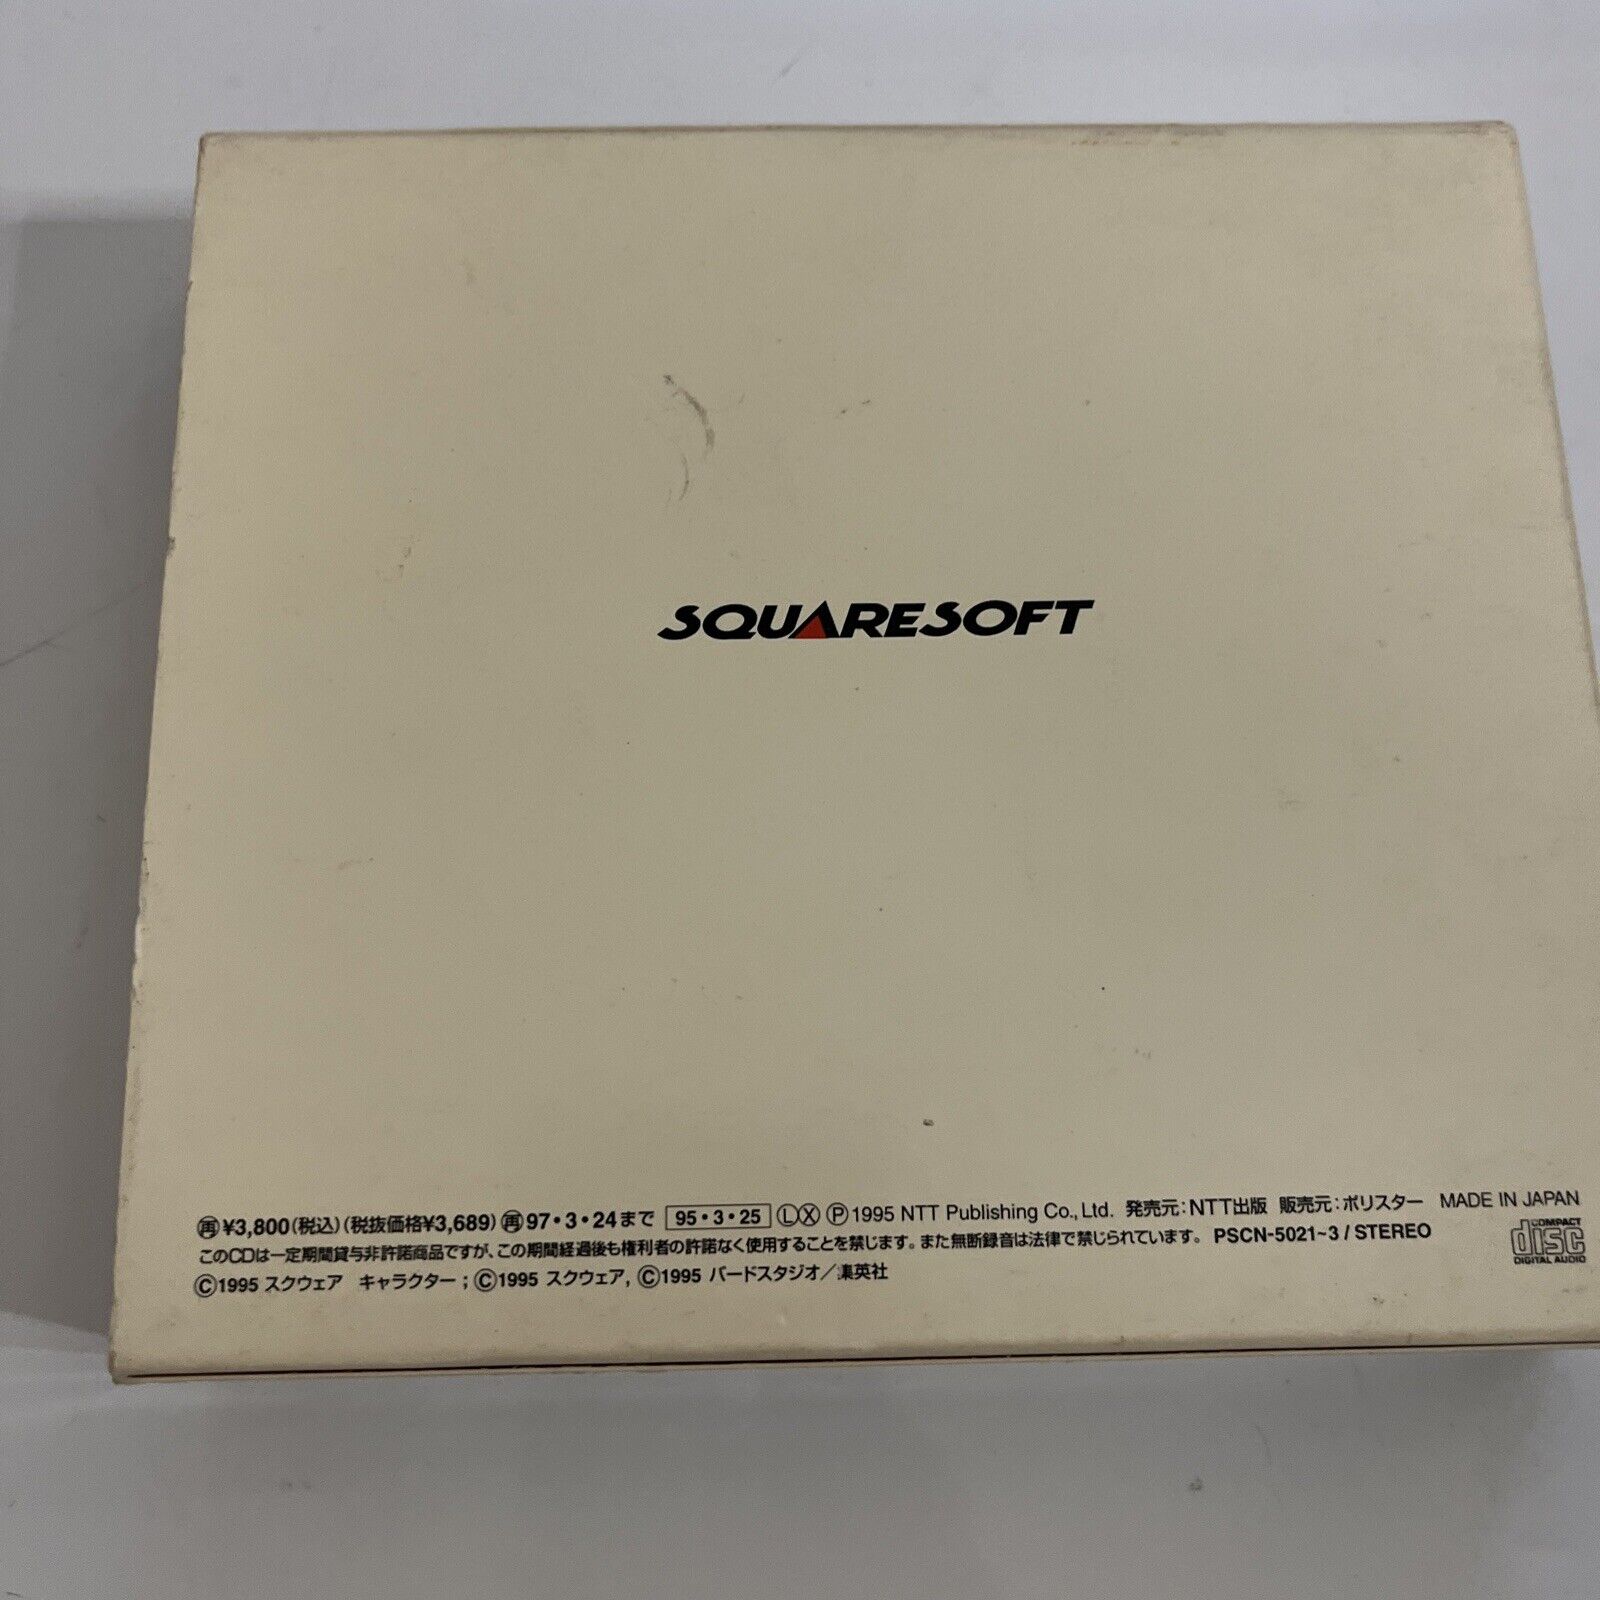 SQUARESOFT
再¥3,800(税込)(税抜価格¥3,689)再97・3・24まで 95・3・25 ⓁⓍ Ⓟ1995 NTT Publishing Co., Ltd. 発売元:NTT出版 販売元:ポリスター MADE IN JAPAN
このCDは一定期間貸与非許諾商品ですが、この期間経過後も権利者の許諾なく使用することを禁じます。また無断録音は法律で禁じられています。 PSCN-5021~3 / STEREO
COMPACT
disc
DIGITAL AUDIO
©1995 スクウェア キャラクター;©1995 スクウェア, ©1995 バードスタジオ/集英社